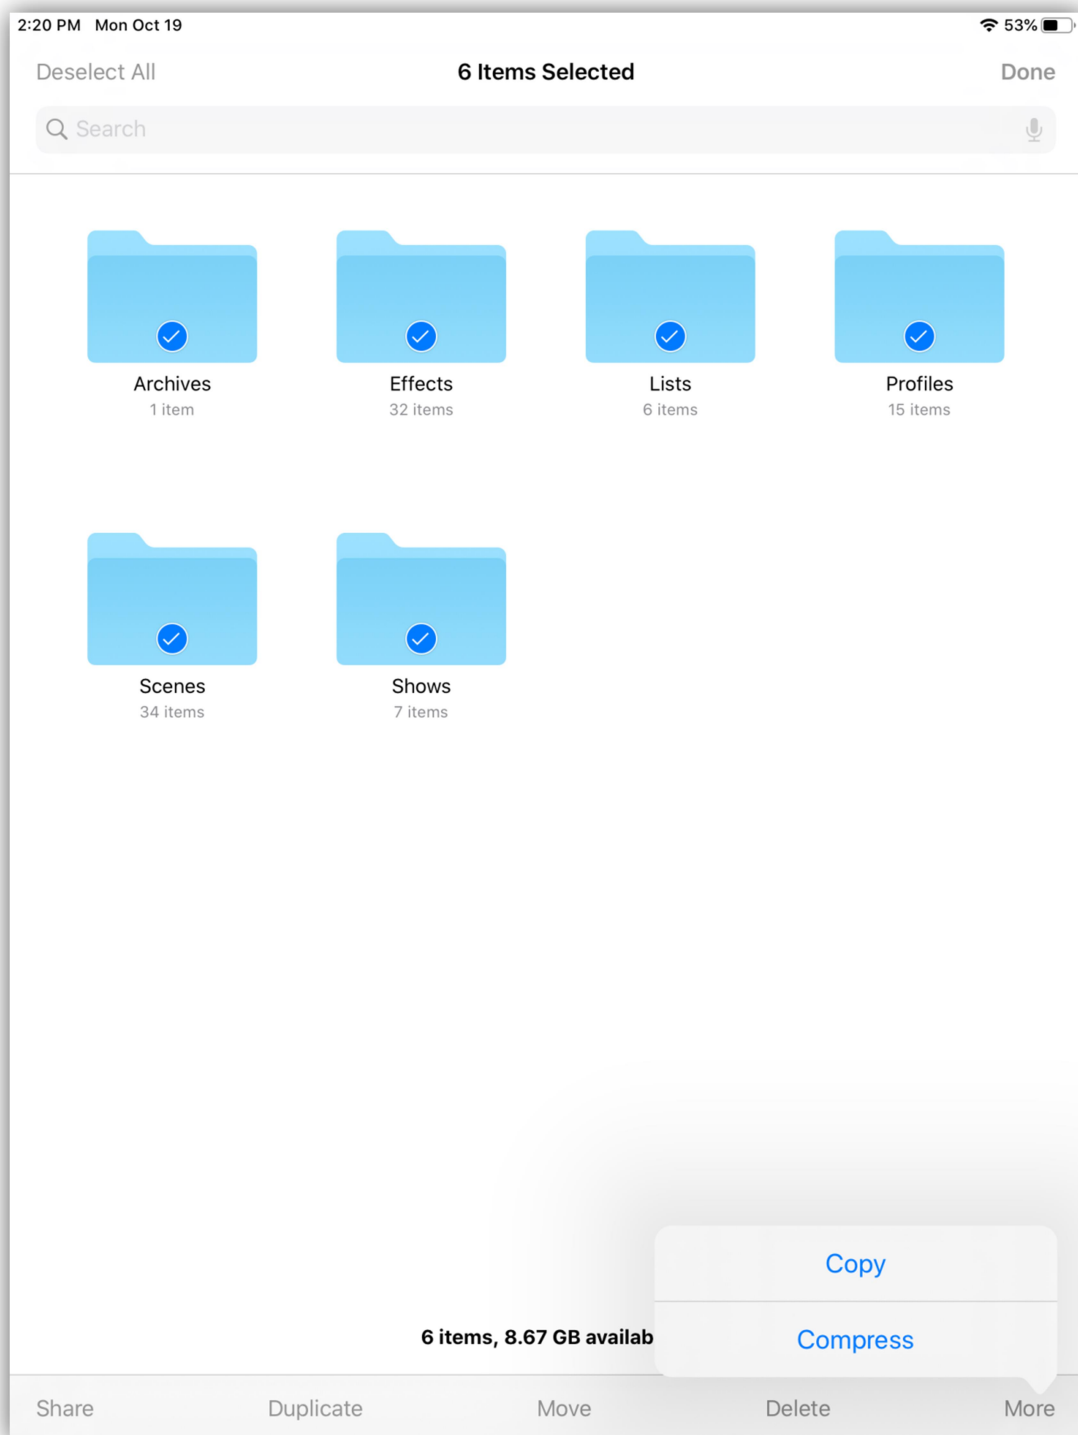 2:20 PM Mon Oct 19 53%
Deselect All 6 Items Selected Done
Search
Archives Effects Lists Profiles
1 item 32 items 6 items 15 items
Scenes Shows
34 items 7 items
Copy
6 items, 8.67 GB availab
Compress
Share Duplicate Move Delete More